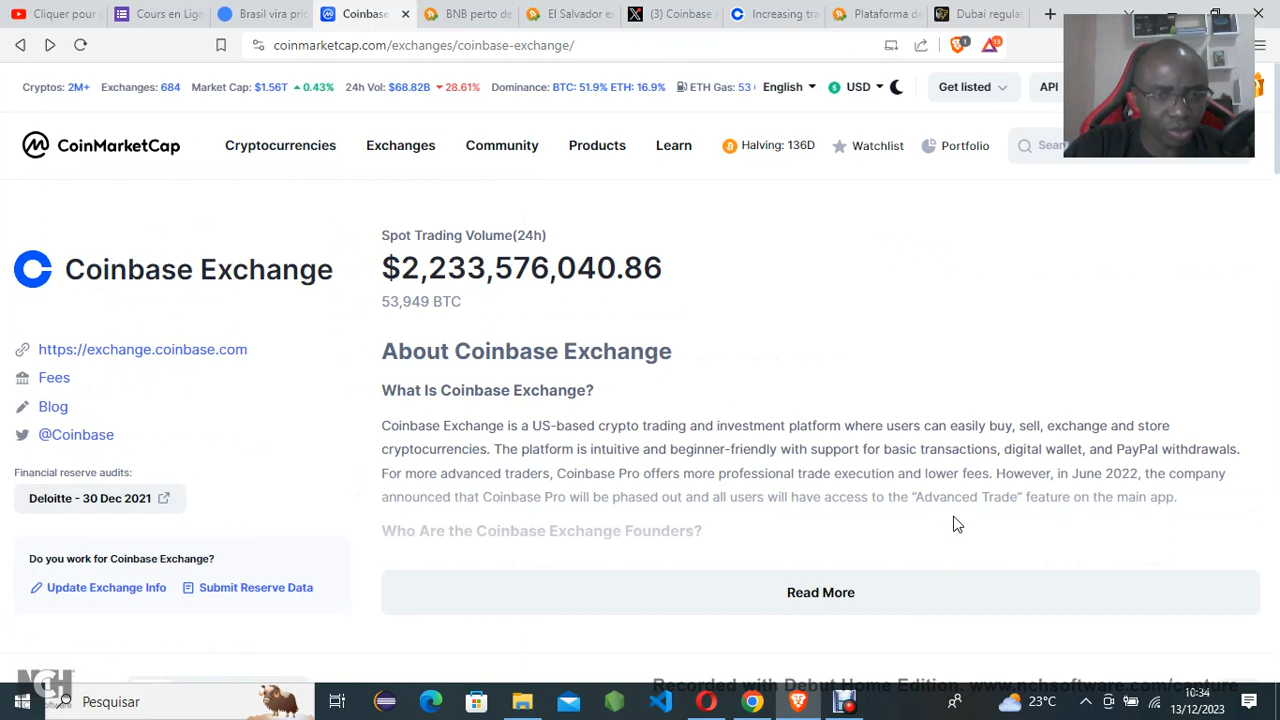 Cliquer pour
Cours en Lign
Brasil vira prio
Coinbase
BNB perto de
El Salvador ex
(3) Coinbase
Increasing tra
Plataforma de
Dubai regulat
coinmarketcap.com/exchanges/coinbase-exchange/
Cryptos: 2M+ Exchanges: 684 Market Cap: $1.56T 0.43% 24h Vol: $68.82B 28.61% Dominance: BTC: 51.9% ETH: 16.9% ETH Gas: 53 English USD Get listed API
CoinMarketCap Cryptocurrencies Exchanges Community Products Learn Halving: 136D Watchlist Portfolio
Coinbase Exchange
https://exchange.coinbase.com
Fees
Blog
@Coinbase
Financial reserve audits:
Deloitte - 30 Dec 2021
Do you work for Coinbase Exchange?
Update Exchange Info Submit Reserve Data
Spot Trading Volume(24h)
$2,233,576,040.86
53,949 BTC
About Coinbase Exchange
What Is Coinbase Exchange?
Coinbase Exchange is a US-based crypto trading and investment platform where users can easily buy, sell, exchange and store
cryptocurrencies. The platform is intuitive and beginner-friendly with support for basic transactions, digital wallet, and PayPal withdrawals.
For more advanced traders, Coinbase Pro offers more professional trade execution and lower fees. However, in June 2022, the company
announced that Coinbase Pro will be phased out and all users will have access to the “Advanced Trade” feature on the main app.
Who Are the Coinbase Exchange Founders?
Read More
NCH Software
Recorded with Debut Home Edition. www.nchsoftware.com/capture
Pesquisar
23°C
10:34
13/12/2023